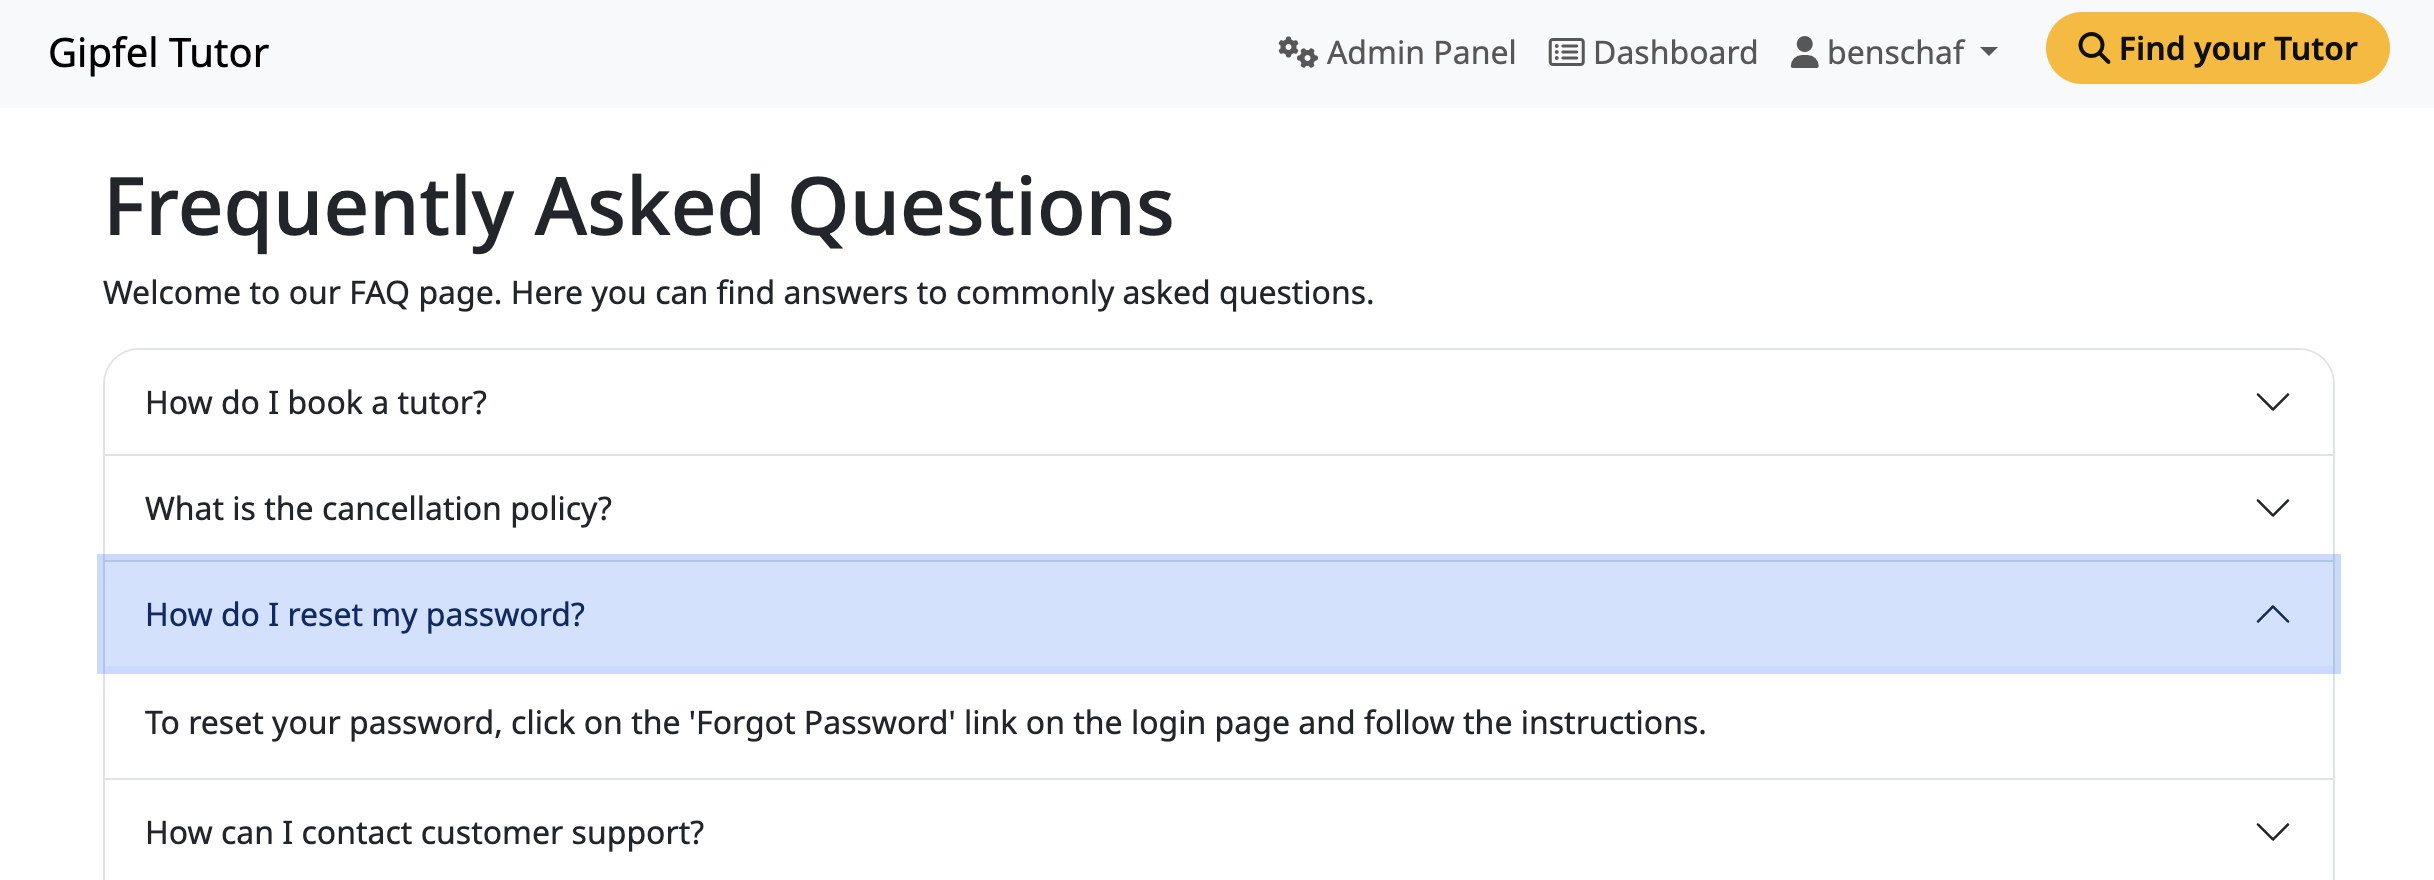 Gipfel Tutor
Admin Panel
Dashboard
benschaf
Find your Tutor
Frequently Asked Questions
Welcome to our FAQ page. Here you can find answers to commonly asked questions.
How do I book a tutor?
What is the cancellation policy?
How do I reset my password?
To reset your password, click on the 'Forgot Password' link on the login page and follow the instructions.
How can I contact customer support?